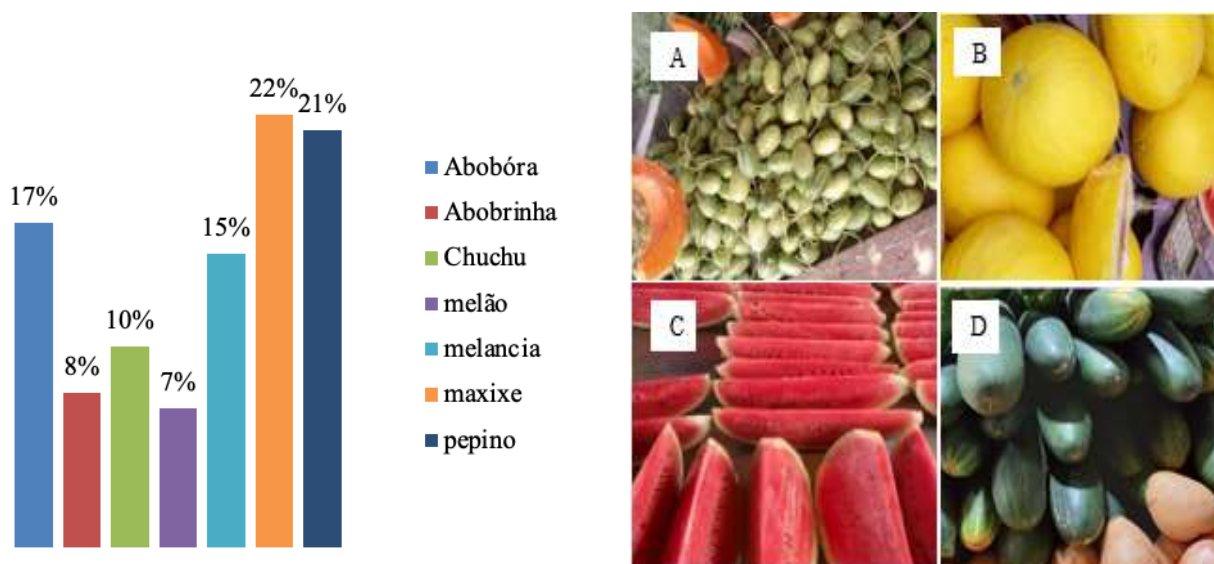 17%
8%
10%
7%
15%
22%
21%
Abobóra
Abobrinha
Chuchu
melão
melancia
maxixe
pepino
A
B
C
D